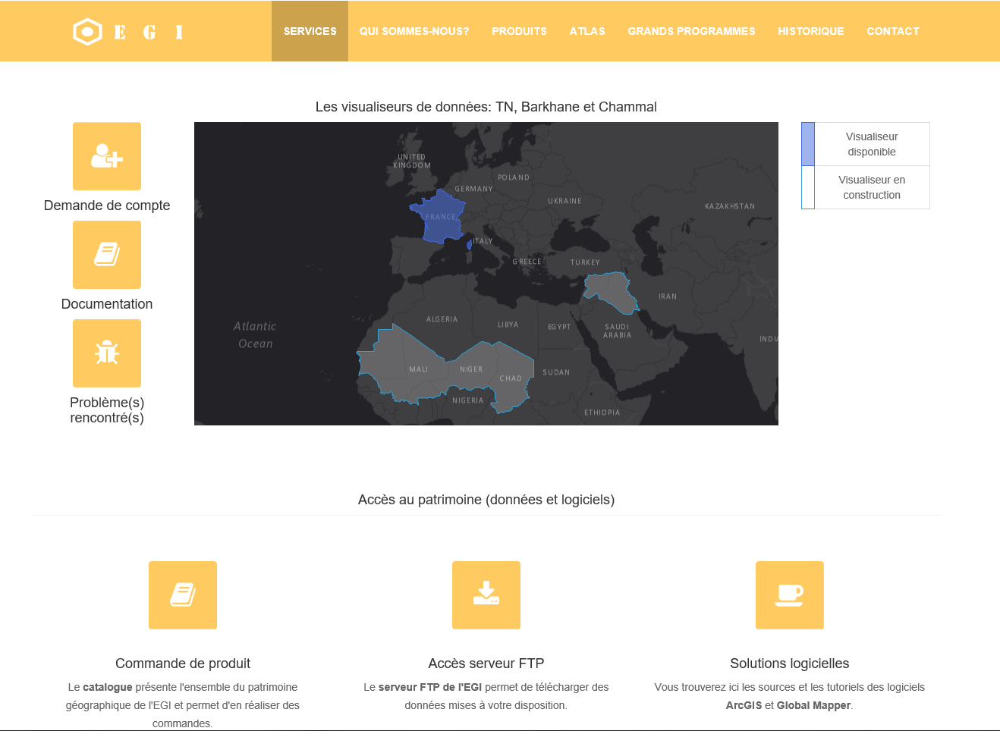 E G I
SERVICES QUI SOMMES-NOUS? PRODUITS ATLAS GRANDS PROGRAMMES HISTORIQUE CONTACT
Les visualiseurs de données: TN, Barkhane et Chammal
Demande de compte
Documentation
Problème(s)
rencontré(s)
UNITED
KINGDOM
POLAND
GERMANY
UKRAINE
KAZAKHSTAN
FRANCE
ITALY
GREECE
TURKEY
IRAN
ALGERIA
LIBYA
EGYPT
SAUDI
ARABIA
Atlantic
Ocean
INDIA
MALI
NIGER
CHAD
SUDAN
NIGERIA
ETHIOPIA
Visualiseur
disponible
Visualiseur en
construction
Accès au patrimoine (données et logiciels)
Commande de produit
Le catalogue présente l'ensemble du patrimoine
géographique de l'EGI et permet d'en réaliser des
commandes.
Accès serveur FTP
Le serveur FTP de l'EGI permet de télécharger des
données mises à votre disposition.
Solutions logicielles
Vous trouverez ici les sources et les tutoriels des logiciels
ArcGIS et Global Mapper.